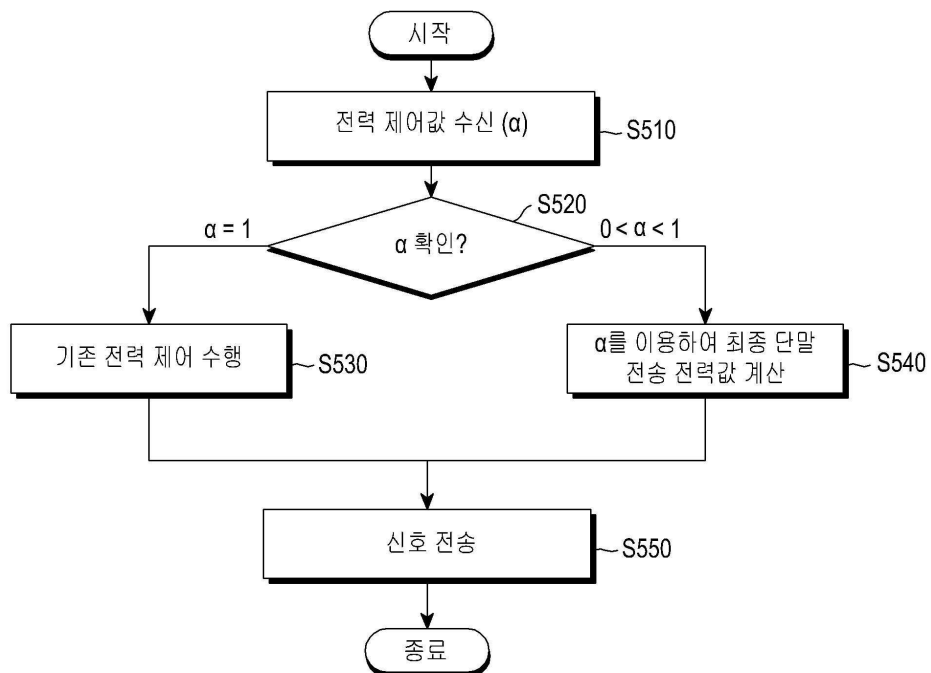 시작
전력 제어값 수신 (α)
S510
S520
α = 1
α 확인?
0 < α < 1
기존 전력 제어 수행
S530
α를 이용하여 최종 단말
전송 전력값 계산
S540
신호 전송
S550
종료